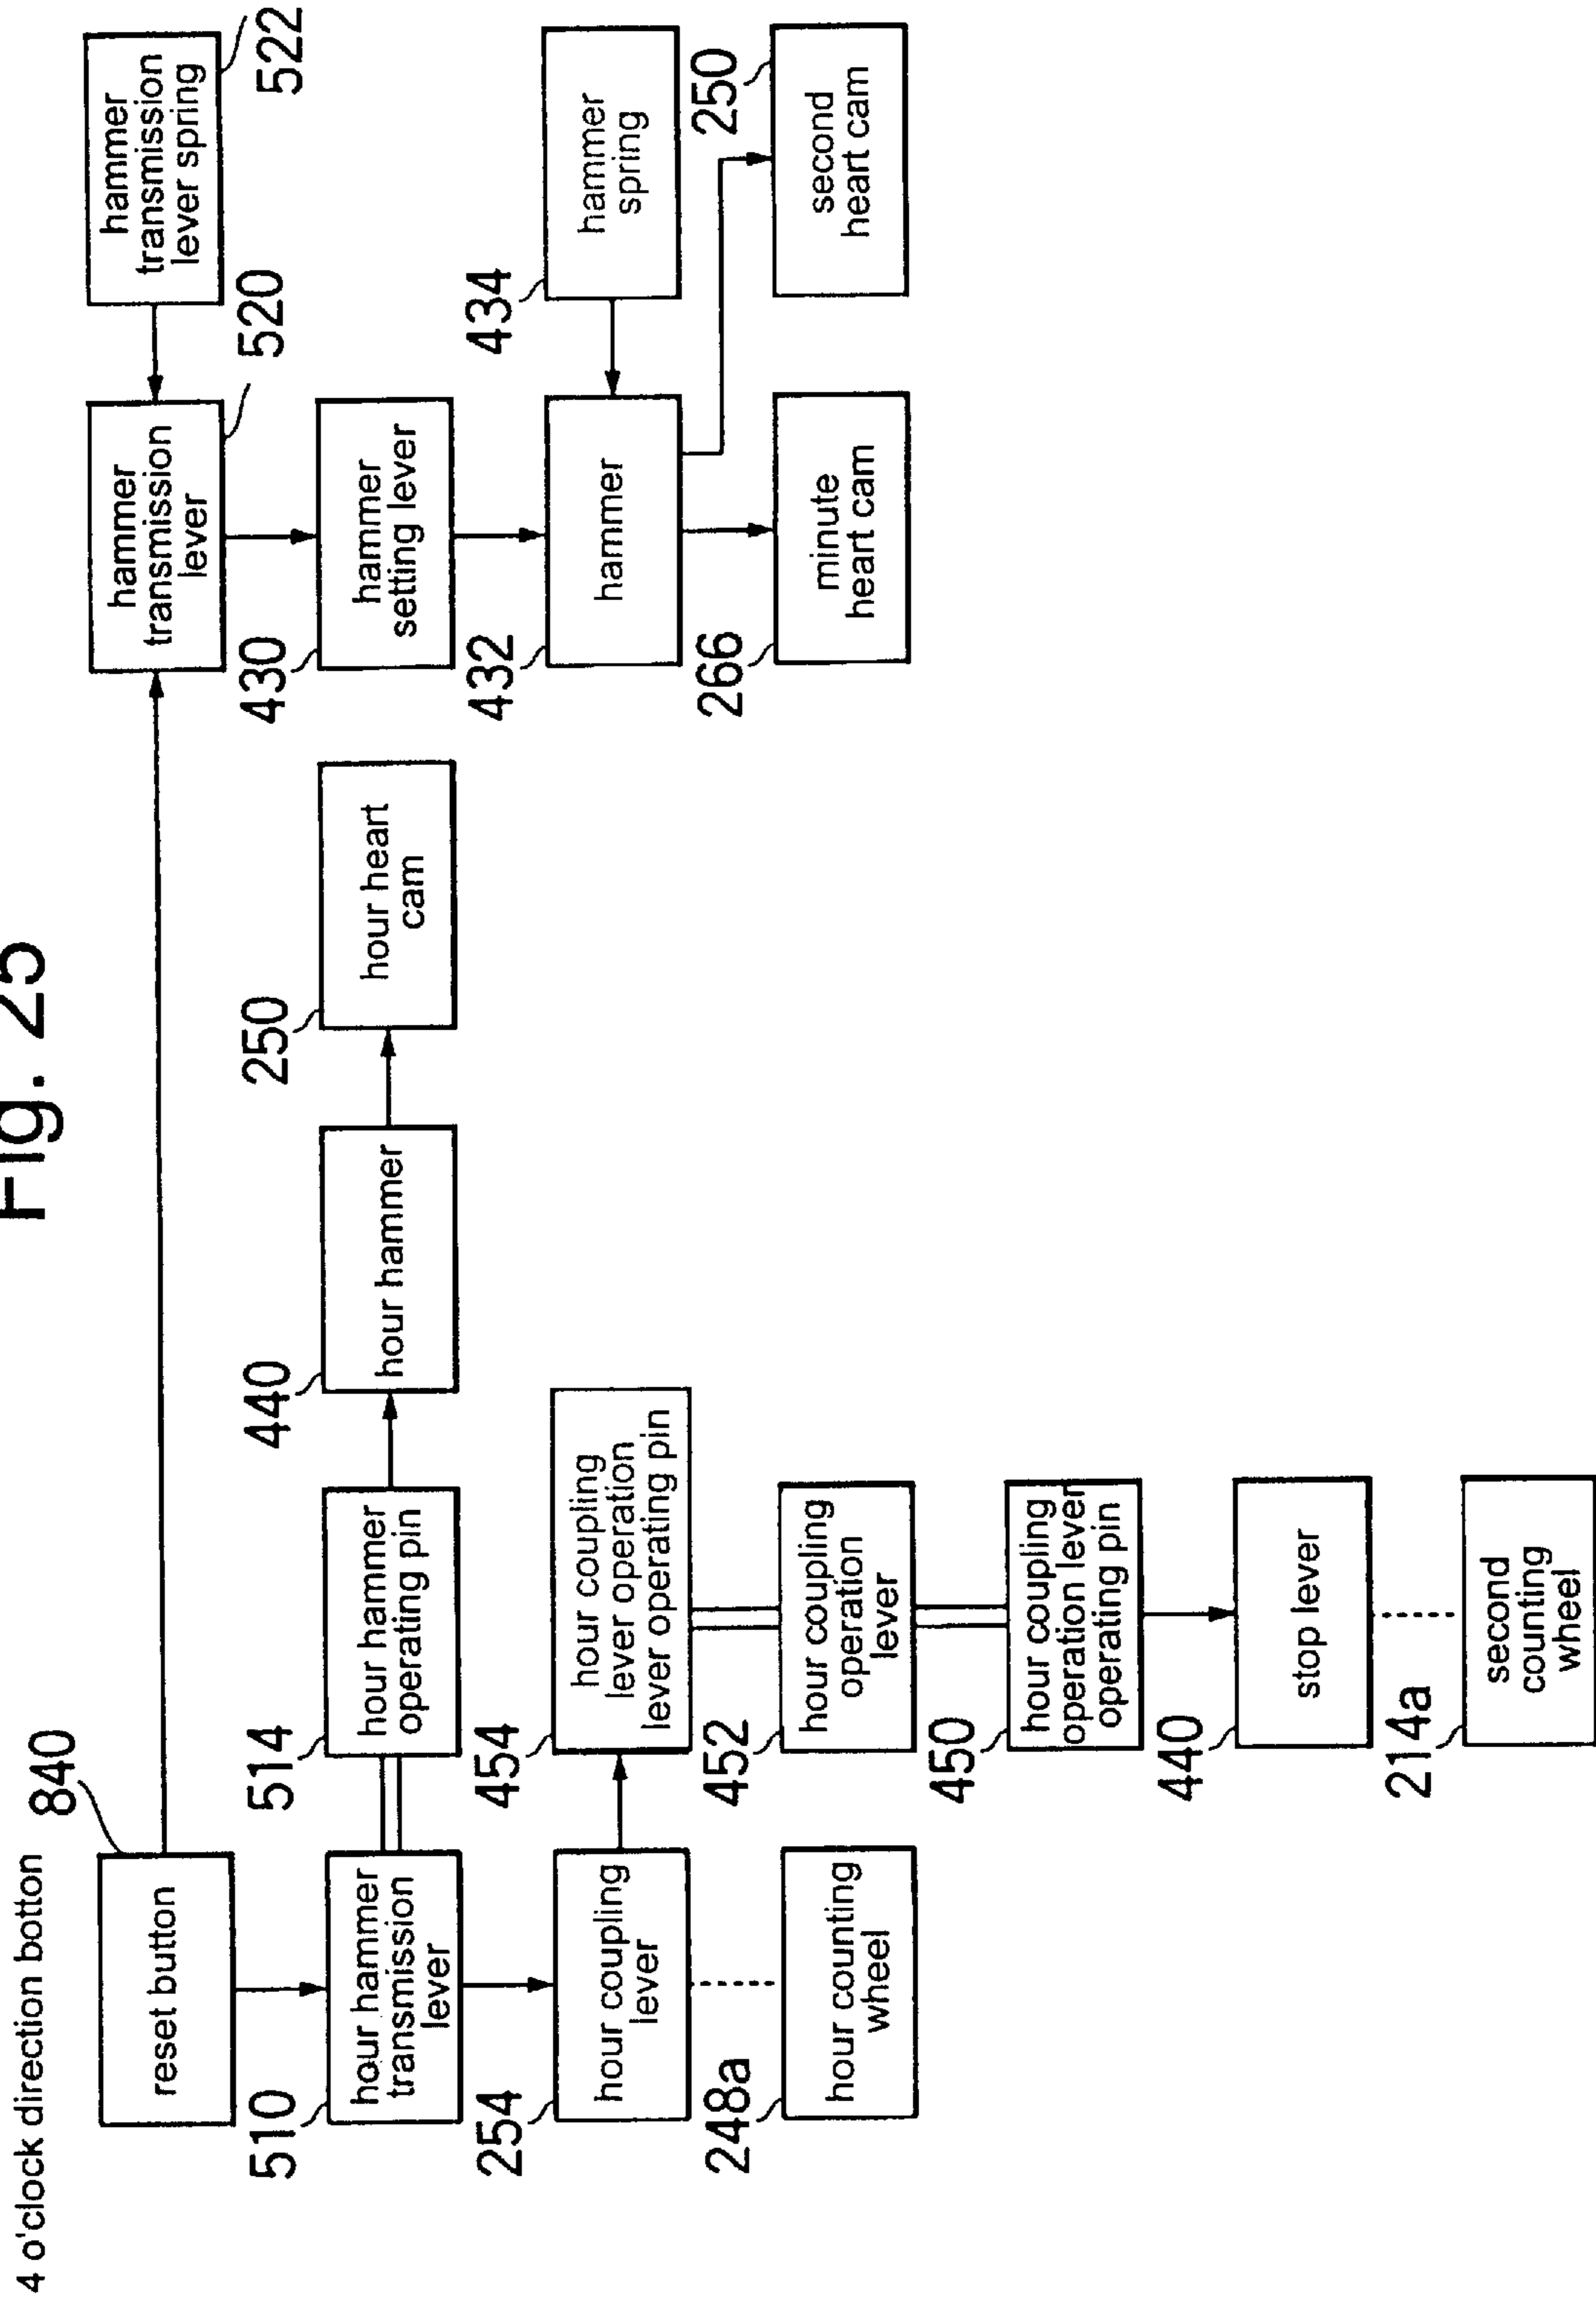 Fig. 25
4 o'clock direction botton
840
reset button
510
hour hammer
transmission
lever
514
hour hammer
operating pin
440
hour hammer
250
hour heart
cam
254
hour coupling
lever
248a
hour counting
wheel
454
hour coupling
lever operation
lever operating pin
452
hour coupling
operation
lever
450
hour coupling
operation lever
operating pin
440
stop lever
214a
second
counting
wheel
520
hammer
transmission
lever
522
hammer
transmission
lever spring
430
hammer
setting lever
432
hammer
434
hammer
spring
266
minute
heart cam
250
second
heart cam